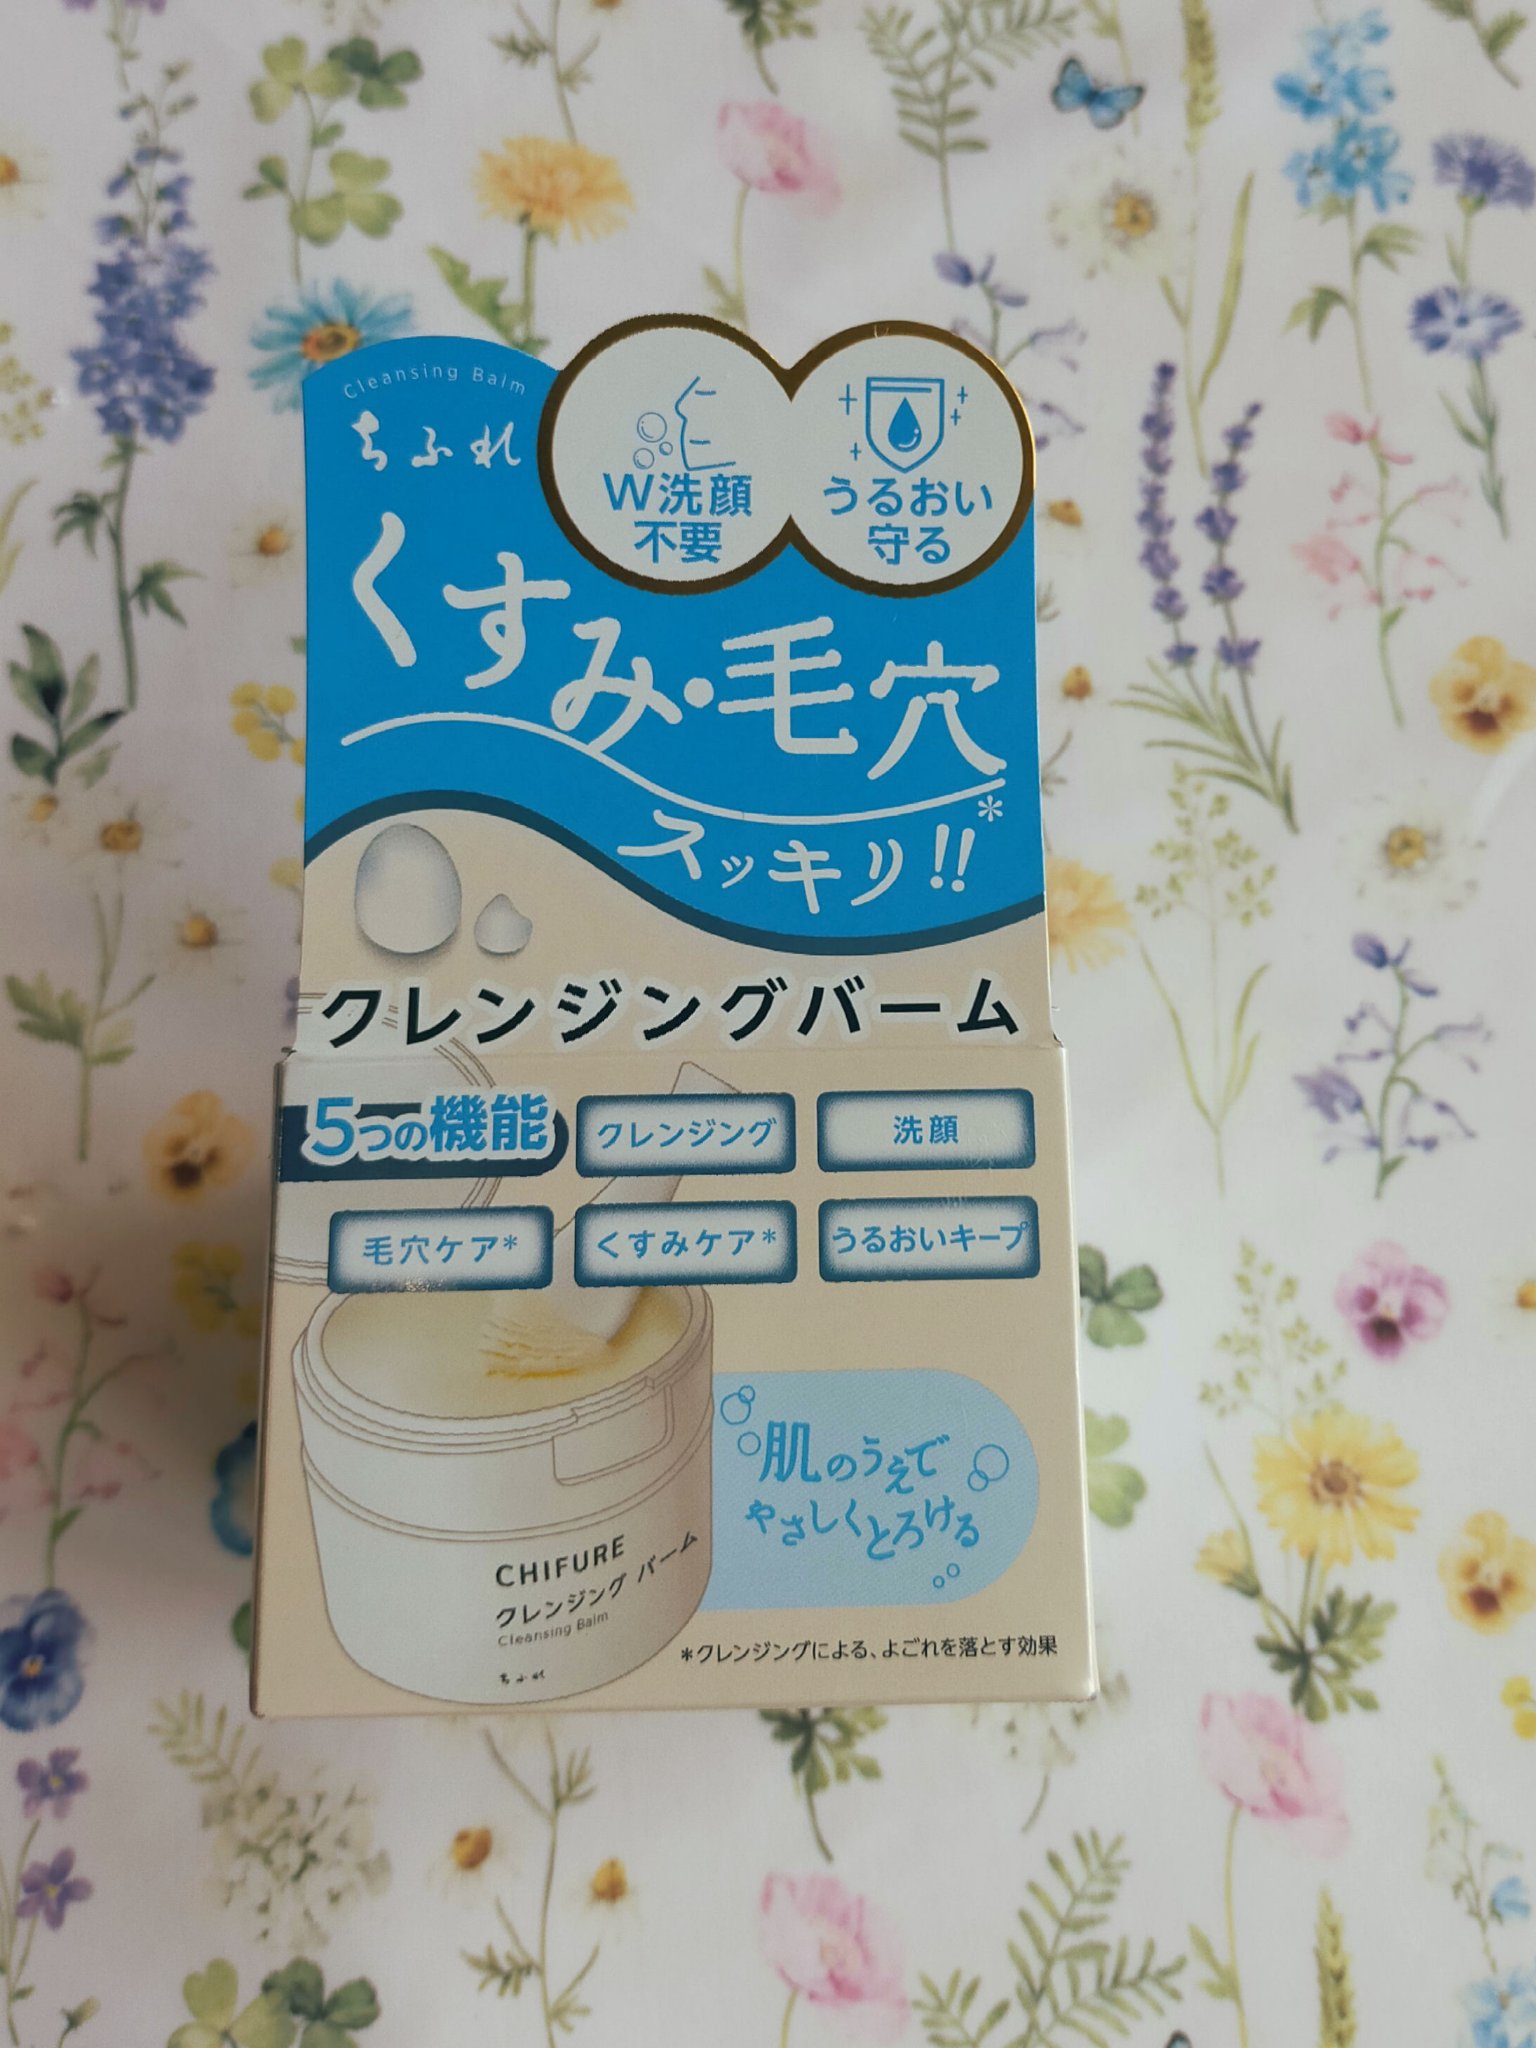 Cleansing Balm
ちふれ
W洗顔
不要
うるおい
守る
くすみ・毛穴
スッキリ!!*
クレンジングバーム
5つの機能
クレンジング
洗顔
毛穴ケア*
くすみケア*
うるおいキープ
肌のうえで
やさしくとろける
CHIFURE
クレンジング バーム
Cleansing Balm
ちふれ
*クレンジングによる、よごれを落とす効果